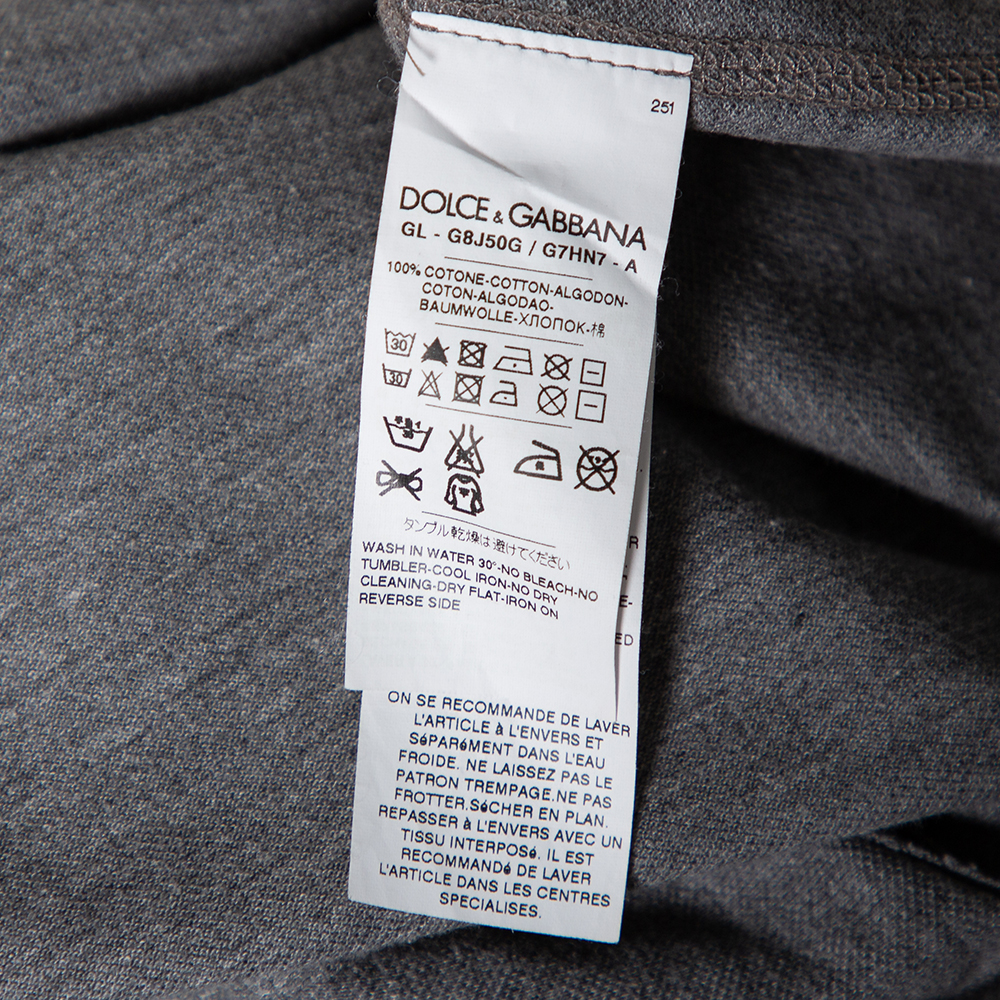 251
DOLCE & GABBANA
GL - G8J50G / G7HN7 - A
100% COTONE-COTTON-ALGODON-
COTON-ALGODAO-
BAUMWOLLE-ХЛОПОК-棉
30
30
30
タンブル乾燥は避けてください
WASH IN WATER 30°-NO BLEACH-NO
TUMBLER-COOL IRON-NO DRY
CLEANING-DRY FLAT-IRON ON
REVERSE SIDE
R
E-
ED
ON SE RECOMMANDE DE LAVER
L'ARTICLE à L'ENVERS ET
SéPARéMENT DANS L'EAU
FROIDE. NE LAISSEZ PAS LE
PATRON TREMPAGE.NE PAS
FROTTER.SéCHER EN PLAN.
REPASSER à L'ENVERS AVEC UN
TISSU INTERPOSé. IL EST
RECOMMANDé DE LAVER
L'ARTICLE DANS LES CENTRES
SPECIALISES.